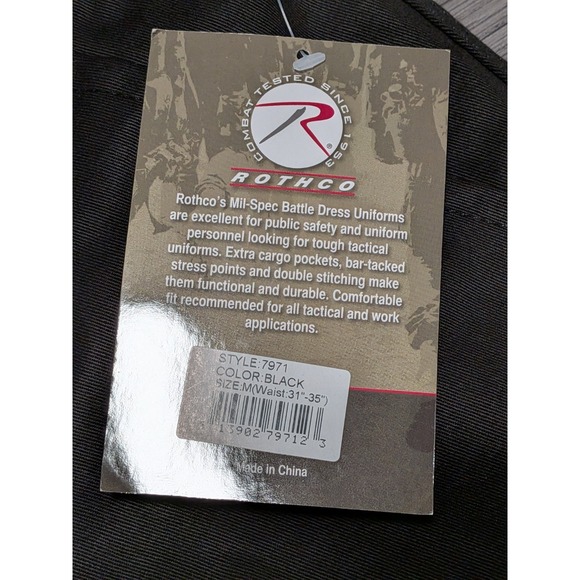 COMBAT TESTED SINCE 1953
R
ROTHCO
Rothco's Mil-Spec Battle Dress Uniforms
are excellent for public safety and uniform
personnel looking for tough tactical
uniforms. Extra cargo pockets, bar-tacked
stress points and double stitching make
them functional and durable. Comfortable
fit recommended for all tactical and work
applications.
STYLE:7971
COLOR:BLACK
SIZE:M(Waist:31"-35")
13902 79712 3
Made in China